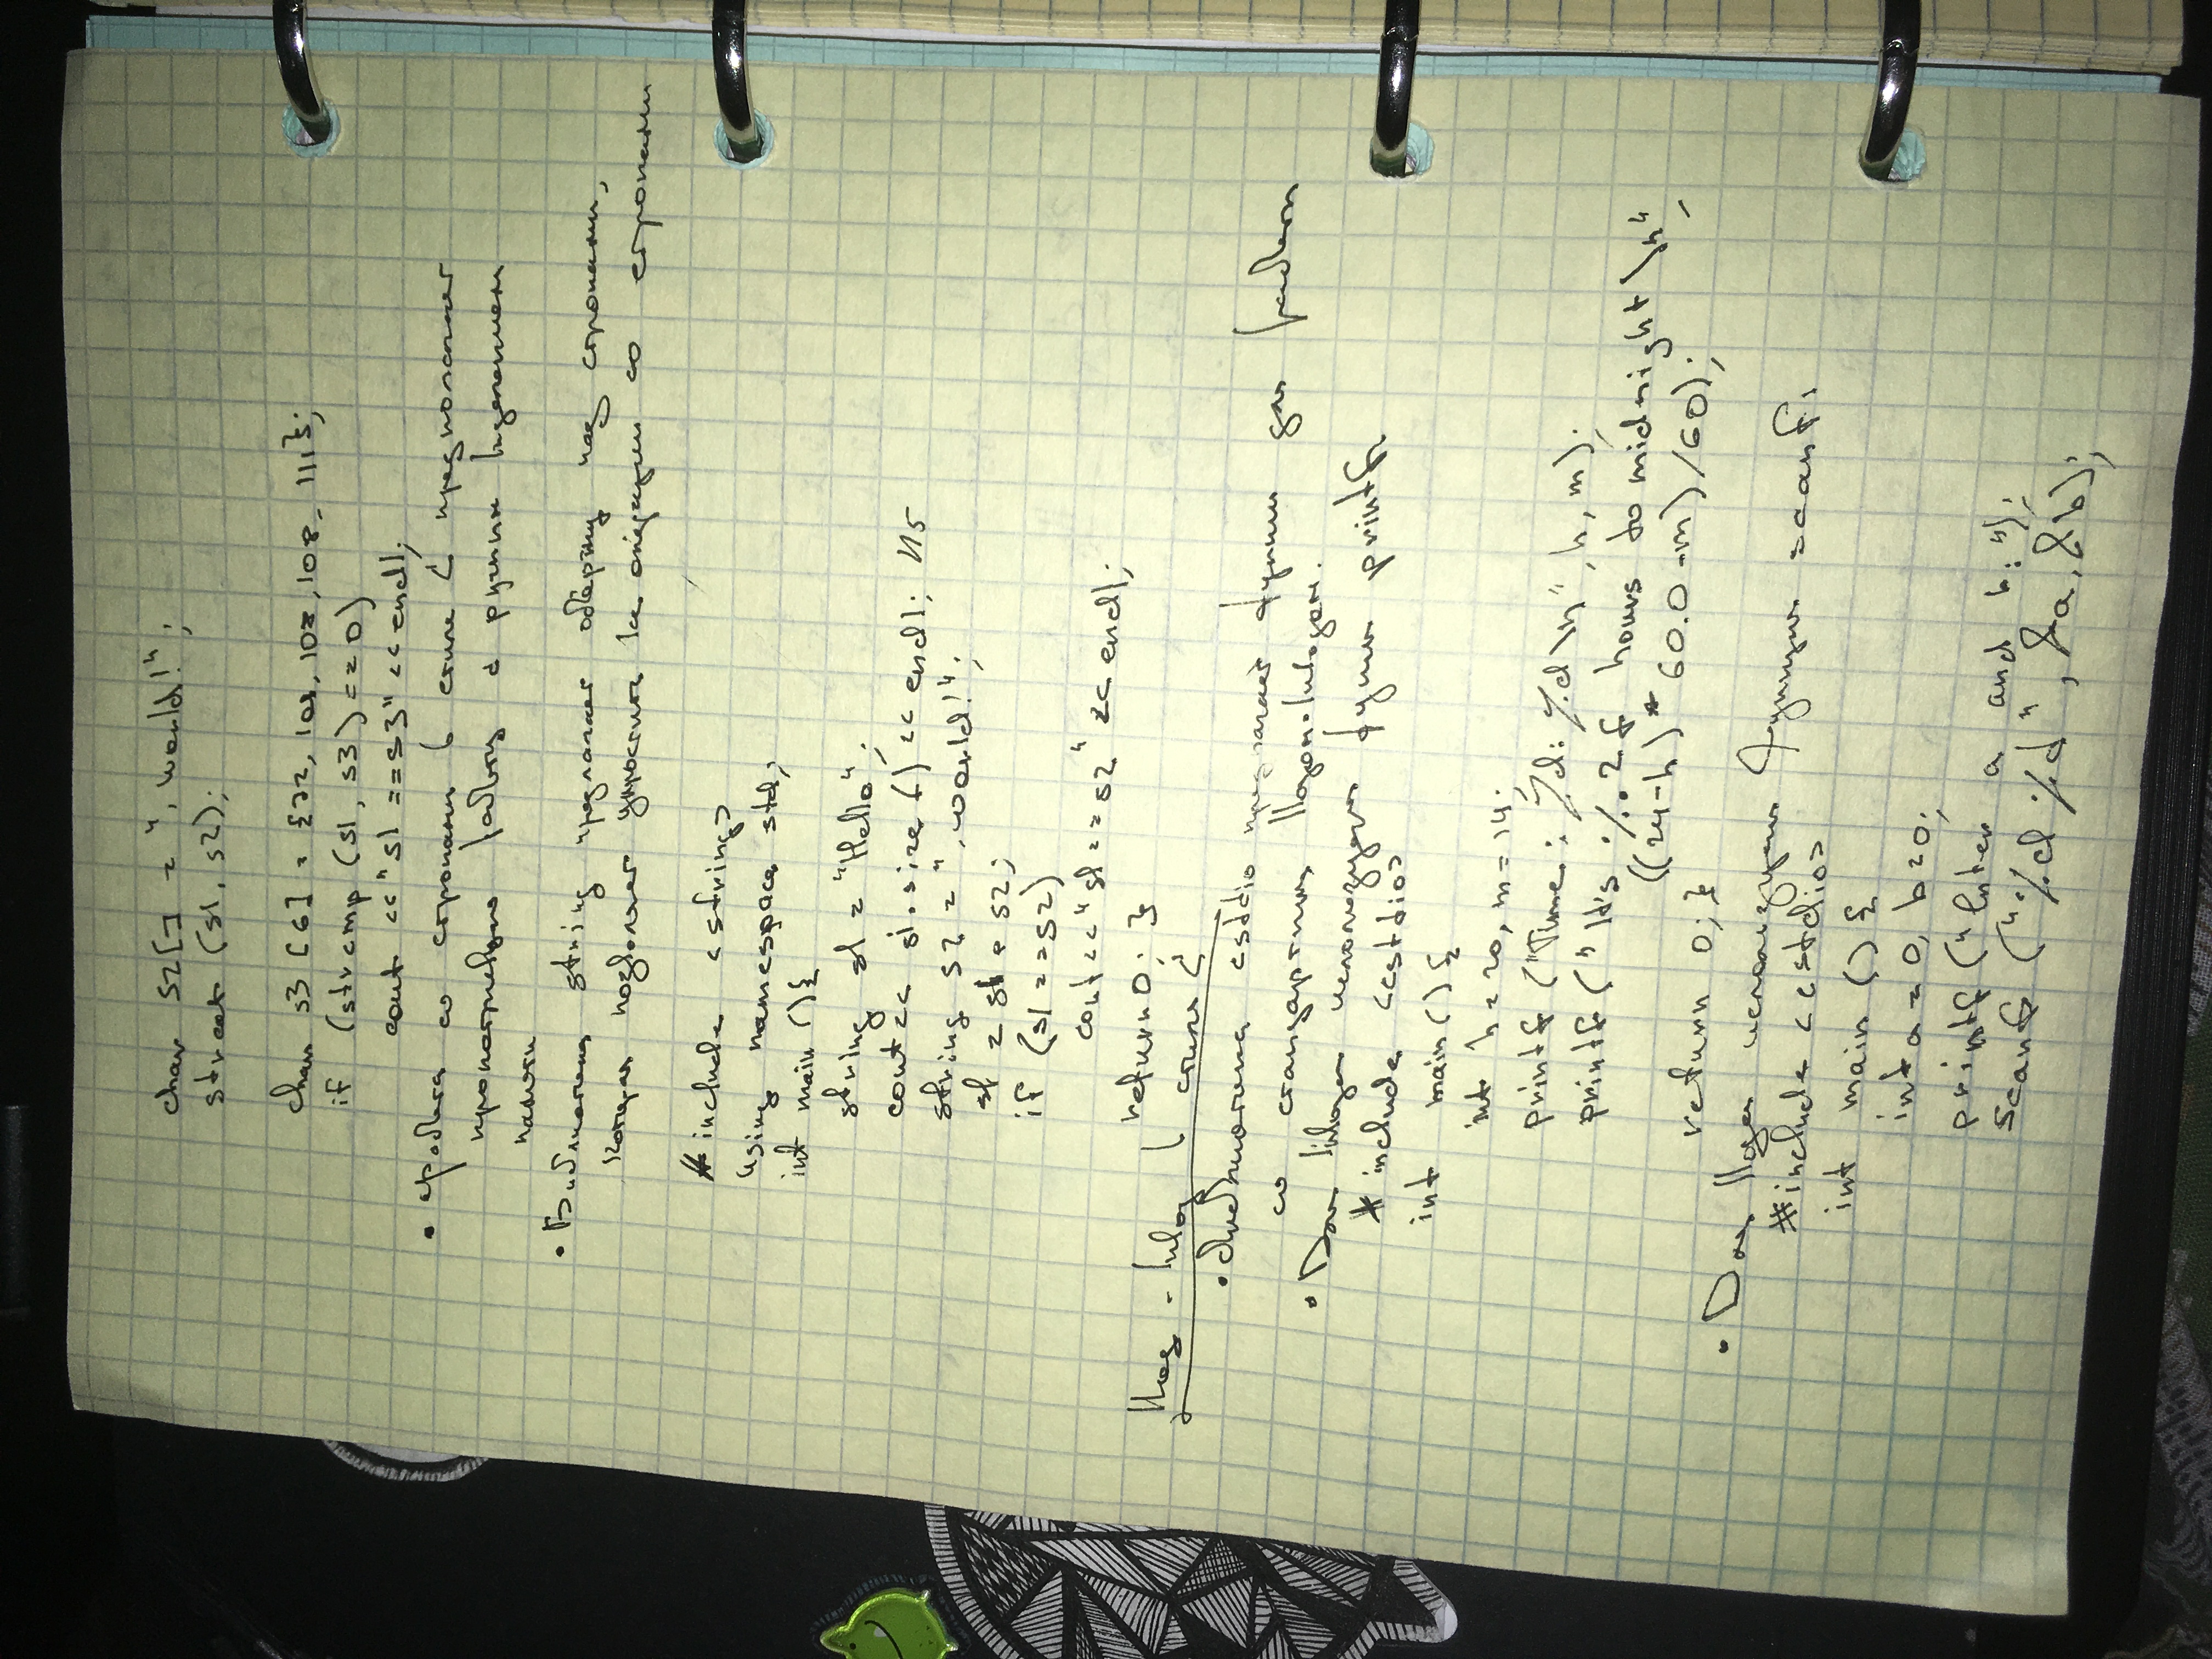 char s2[] = ", world!";
strcat (s1, s2);
char s3 [6] = {72, 101, 108, 108, 111};
if (strcmp (s1, s3) == 0)
cout << "s1 == s3" << endl;
• работа со строками в стиле C предполагает
кропотливую работу с ручным выделением
памяти
• Библиотека string предлагает обёртку над строками,
которая позволяет упростить все операции со строками
# include <string>
using namespace std;
int main () {
string s1 = "Hello";
cout << s1.size () << endl; //5
string s2 = ", world!";
s1 = s1 + s2;
if (s1 == s2)
cout << "s1 == s2" << endl;
return 0; }
Ввод - вывод в стиле C
• библиотека cstdio предлагает функции для работы
со стандартным вводом-выводом.
• Для вывода используется функция printf
# include <cstdio>
int main () {
int h = 20, m = 14;
printf ("Time: %d: %d \n", h, m);
printf ("It's %.2f hours to midnight \n",
((24-h) * 60.0 - m) / 60);
return 0; }
• Для ввода используется функция scanf.
#include <cstdio>
int main () {
int a = 0, b = 0;
printf ("Enter a and b: ");
scanf ("%d %d", &a, &b);